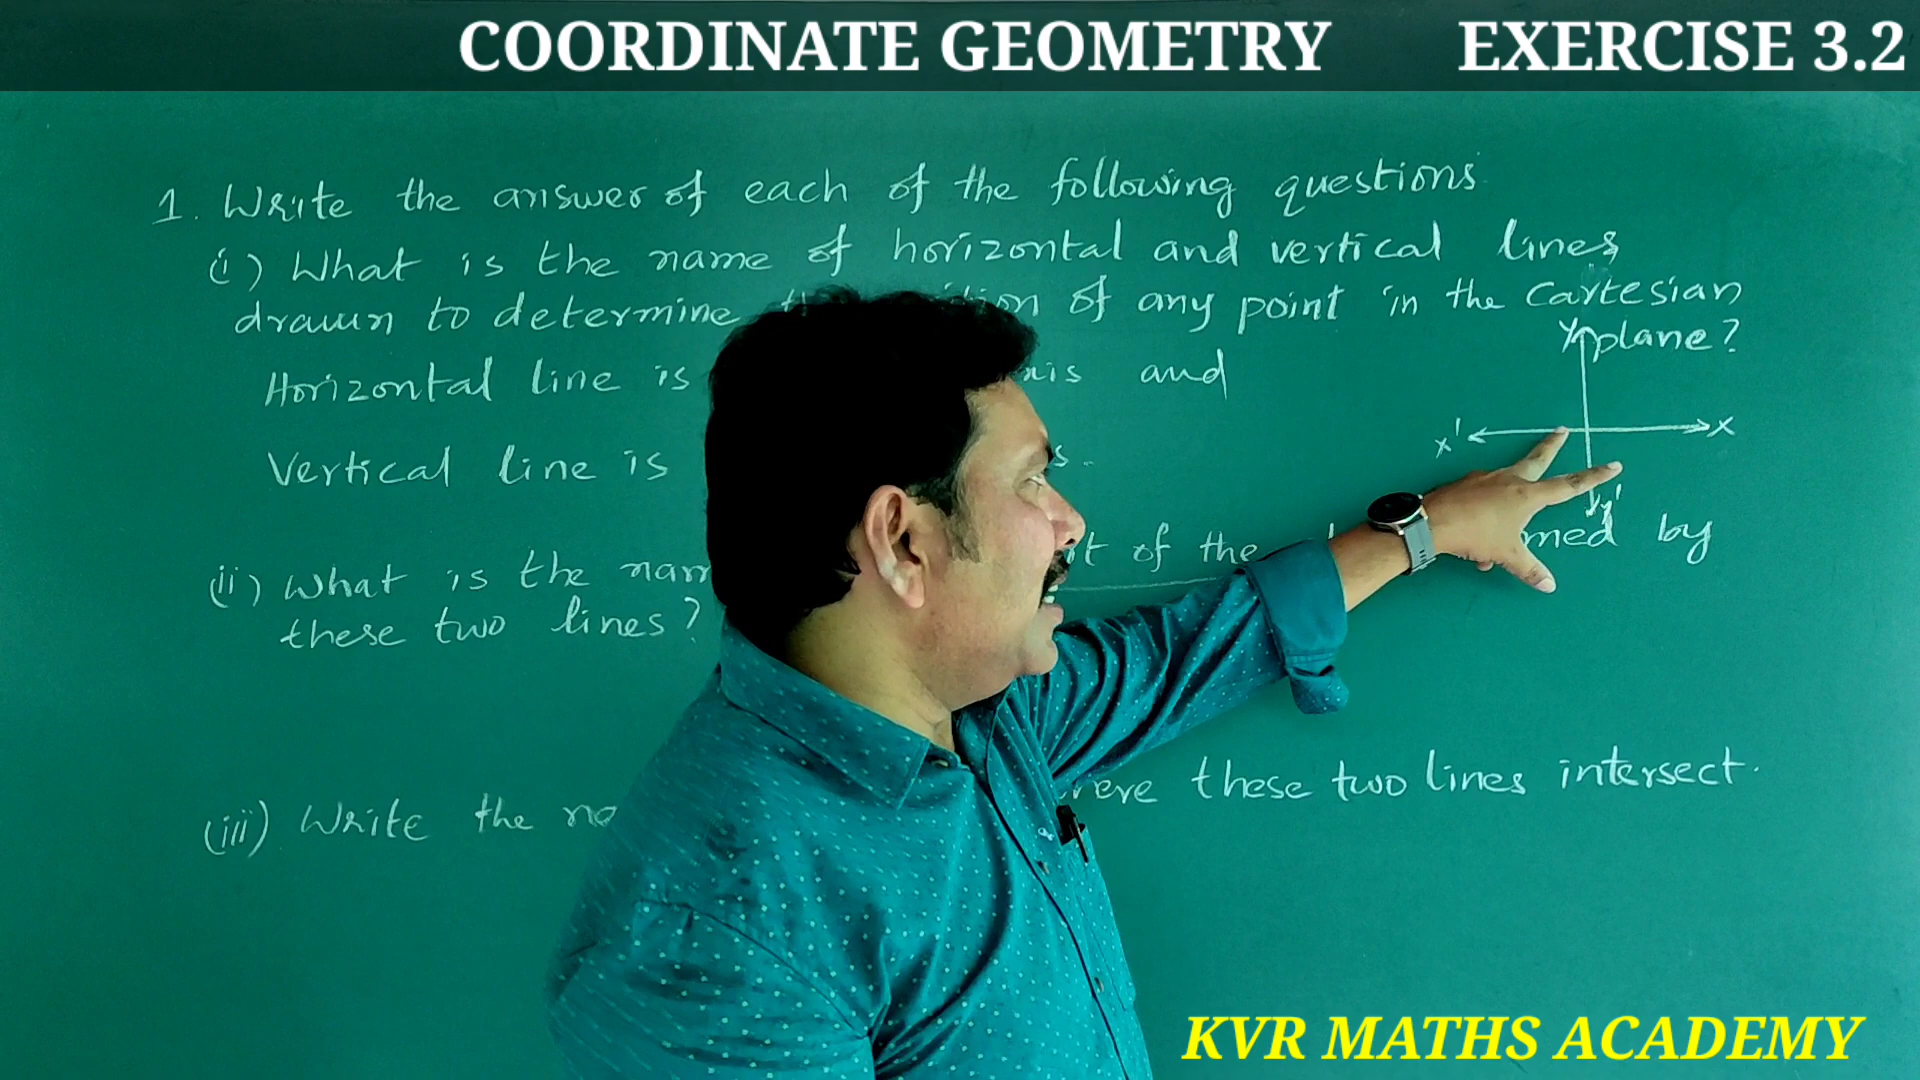 COORDINATE GEOMETRY EXERCISE 3.2
1. Write the answer of each of the following questions
(i) What is the name of horizontal and vertical lines
drawn to determine of any point in the Cartesian
plane?
Horizontal line is and
Vertical line is
Y
X' X
Y'
(ii) What is the of the by
these two lines?
(iii) Write the these two lines intersect.
KVR MATHS ACADEMY